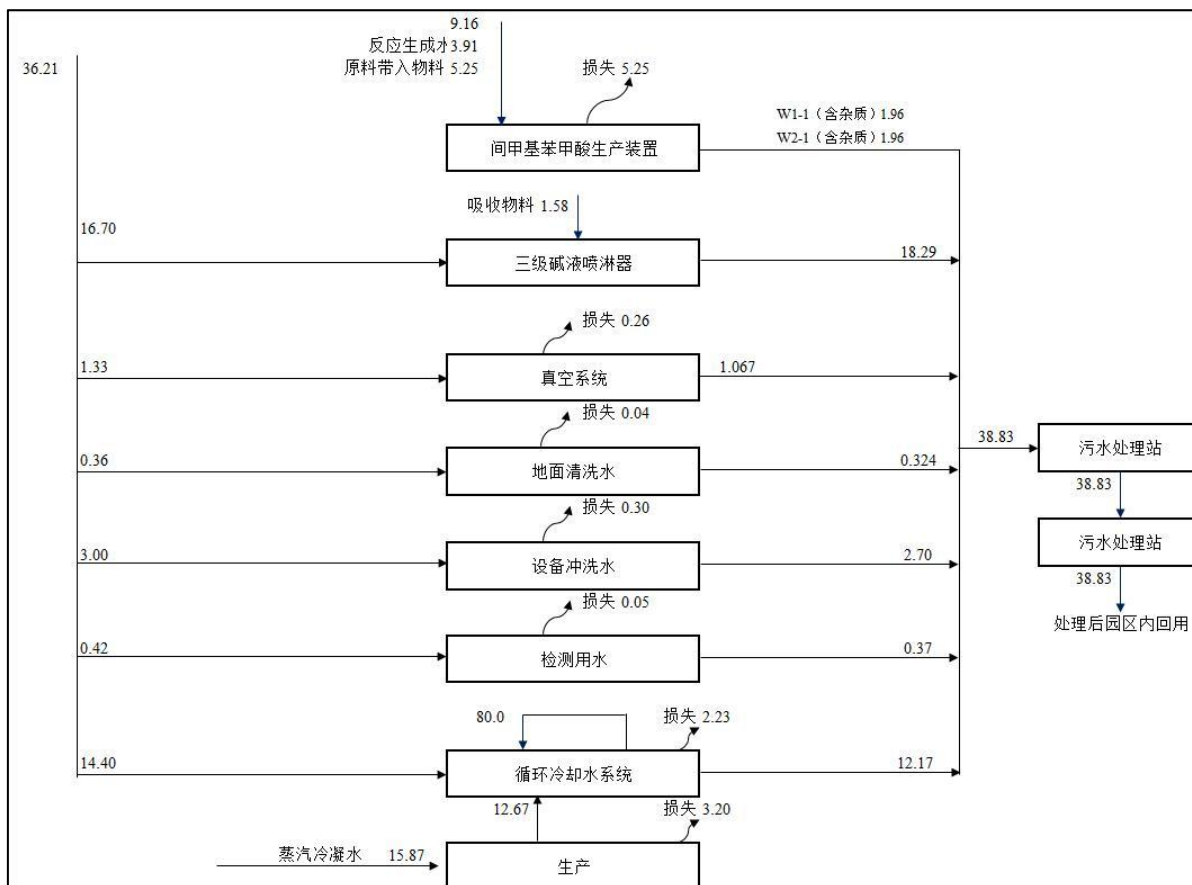 9.16
反应生成水3.91
原料带入物料 5.25
36.21
损失 5.25
W1-1（含杂质）1.96
W2-1（含杂质）1.96
间甲基苯甲酸生产装置
吸收物料 1.58
16.70
三级碱液喷淋器
18.29
损失 0.26
1.33
真空系统
1.067
损失 0.04
0.36
地面清洗水
0.324
38.83
污水处理站
38.83
损失 0.30
3.00
设备冲洗水
2.70
污水处理站
38.83
处理后园区内回用
损失 0.05
0.42
检测用水
0.37
80.0
损失 2.23
14.40
循环冷却水系统
12.17
12.67
损失 3.20
蒸汽冷凝水 15.87
生产